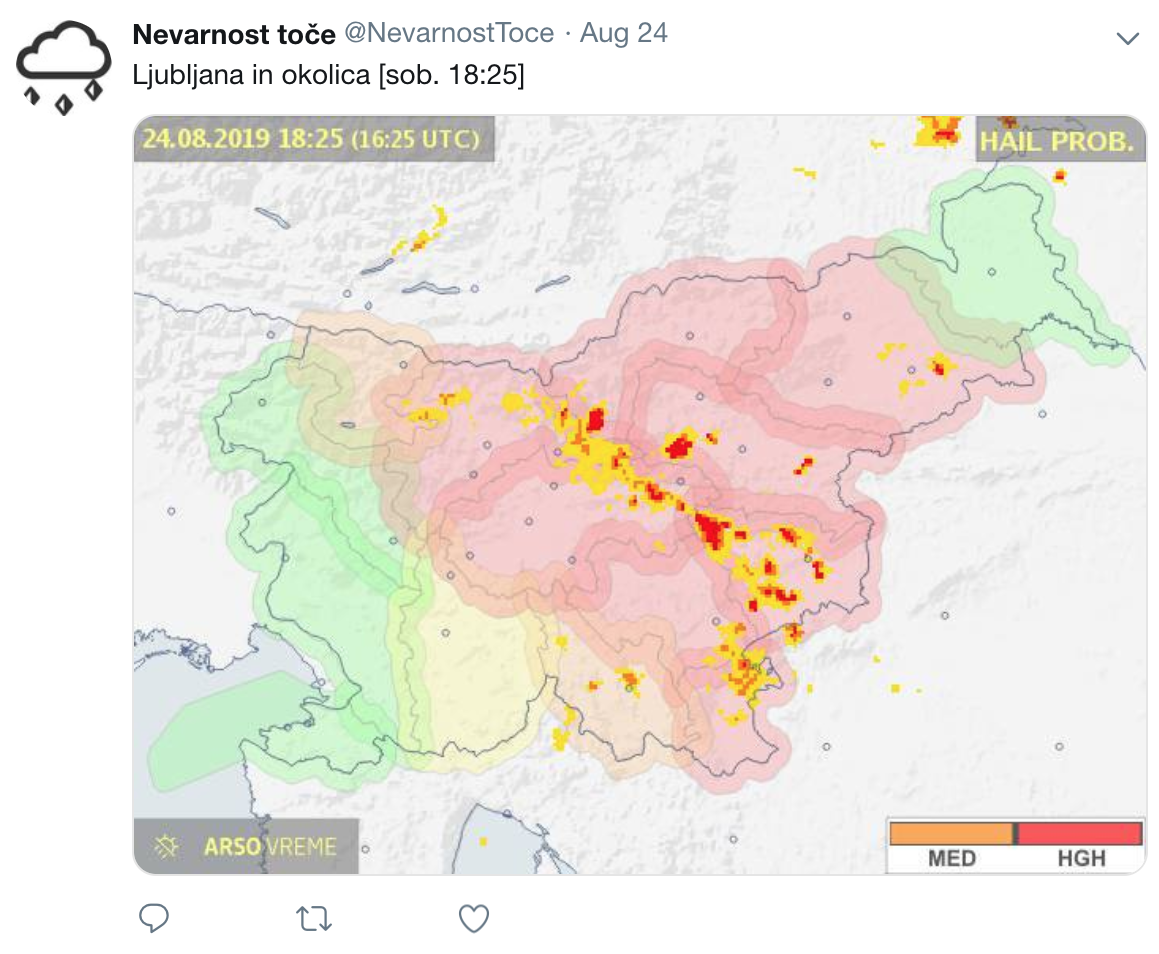 Nevarnost toče @NevarnostToce · Aug 24
Ljubljana in okolica [sob. 18:25]
24.08.2019 18:25 (16:25 UTC)
HAIL PROB.
ARSO VREME
MED HGH